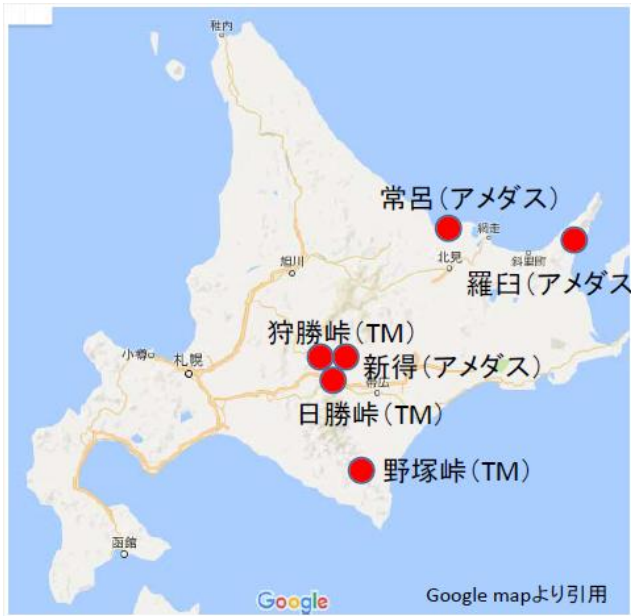 稚内
常呂(アメダス)
網走
旭川
北見
斜里町
羅臼(アメダス
狩勝峠(TM)
小樽
札幌
新得(アメダス)
帯広
日勝峠(TM)
野塚峠(TM)
函館
Google
Google mapより引用